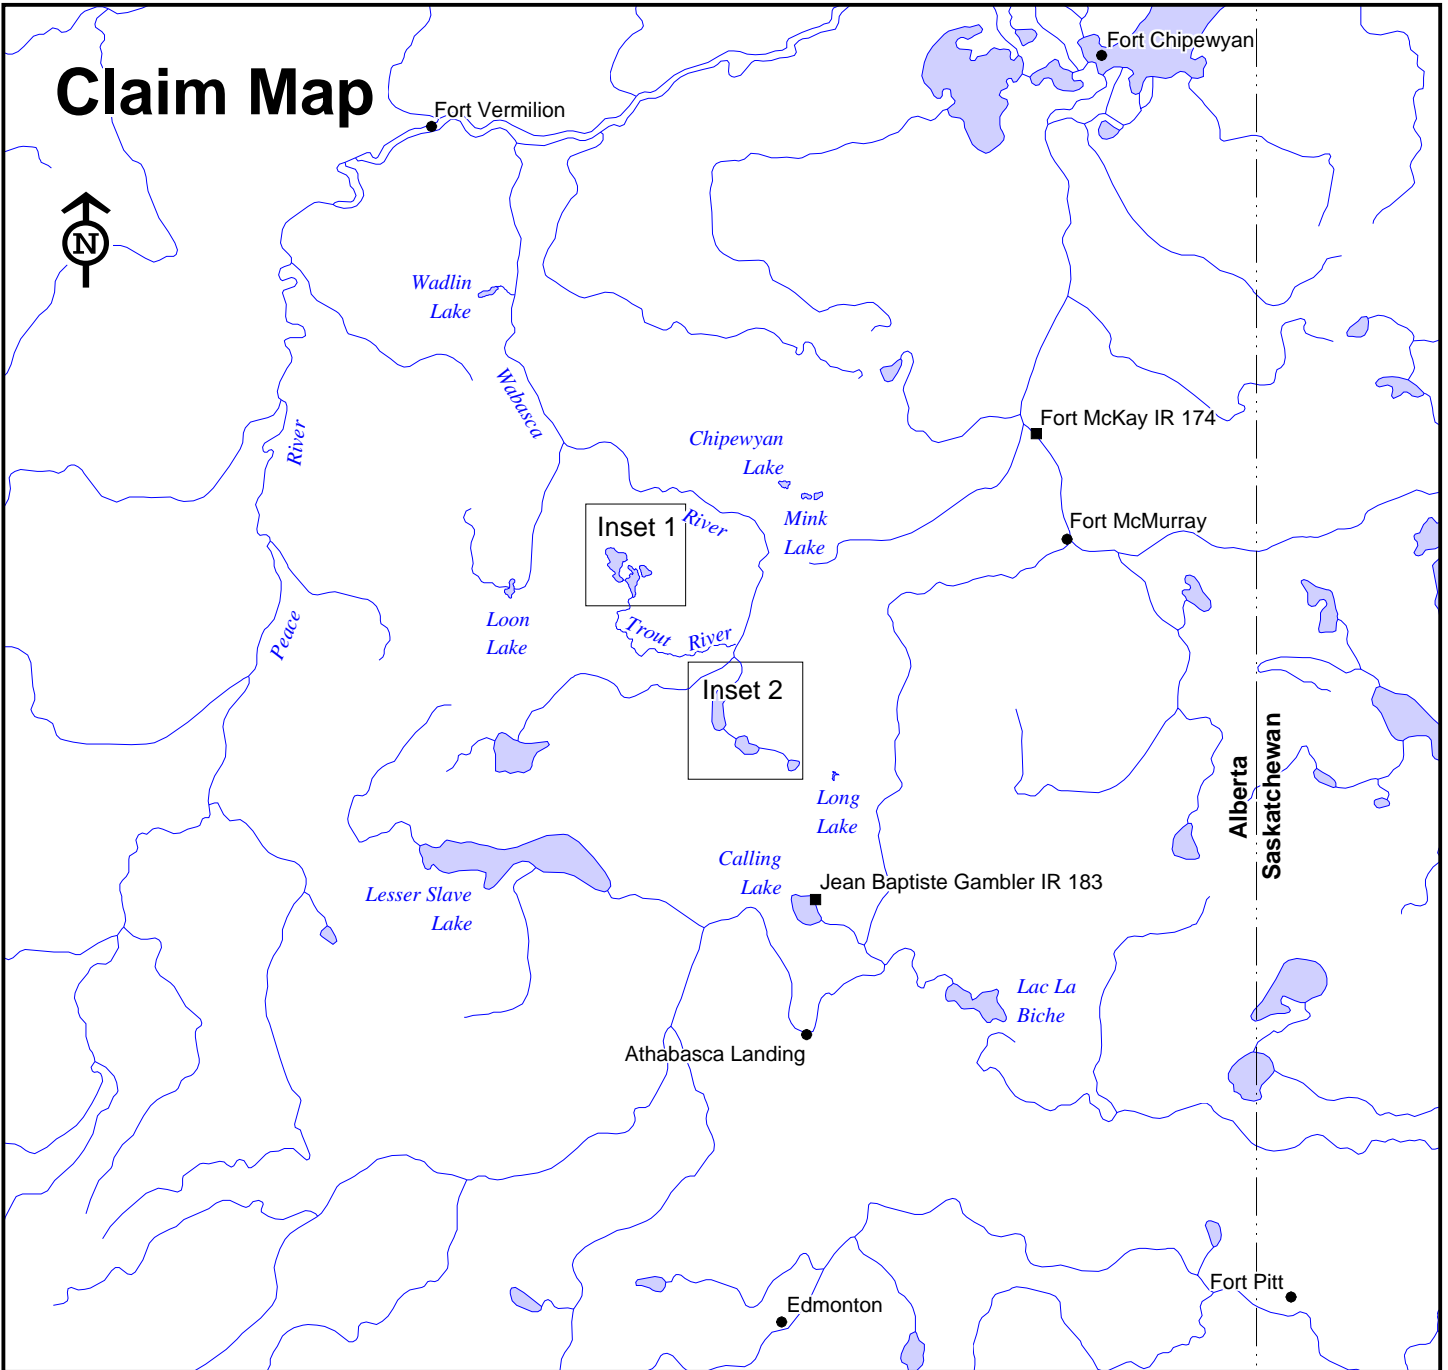 Fort Chipewyan
Claim Map
Fort Vermilion
N
Wadlin
Lake
Wabasca
River
Fort McKay IR 174
River
Chipewyan
Lake
Mink
Lake
Inset 1
Fort McMurray
Loon
Lake
Trout River
Peace
Inset 2
Long
Lake
Alberta
Saskatchewan
Calling
Lake
Jean Baptiste Gambler IR 183
Lesser Slave
Lake
Lac La
Biche
Athabasca Landing
Fort Pitt
Edmonton